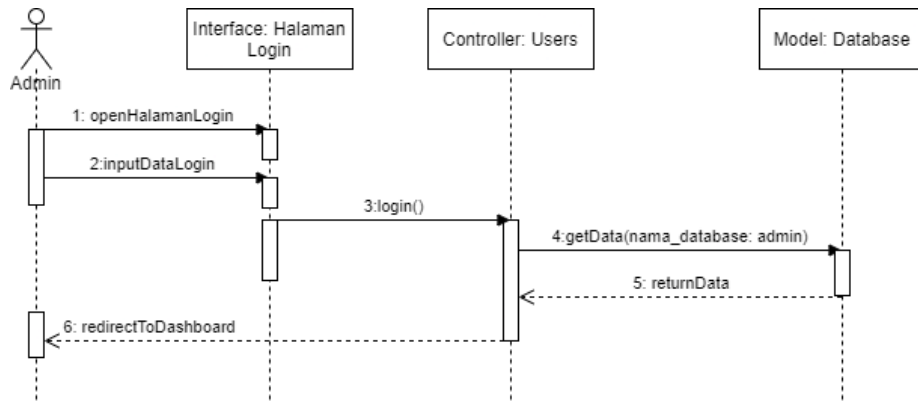 Interface: Halaman
Login
Controller: Users
Model: Database
Admin
1: openHalamanLogin
2:inputDataLogin
3:login()
4:getData(nama_database: admin)
5: returnData
6: redirectToDashboard